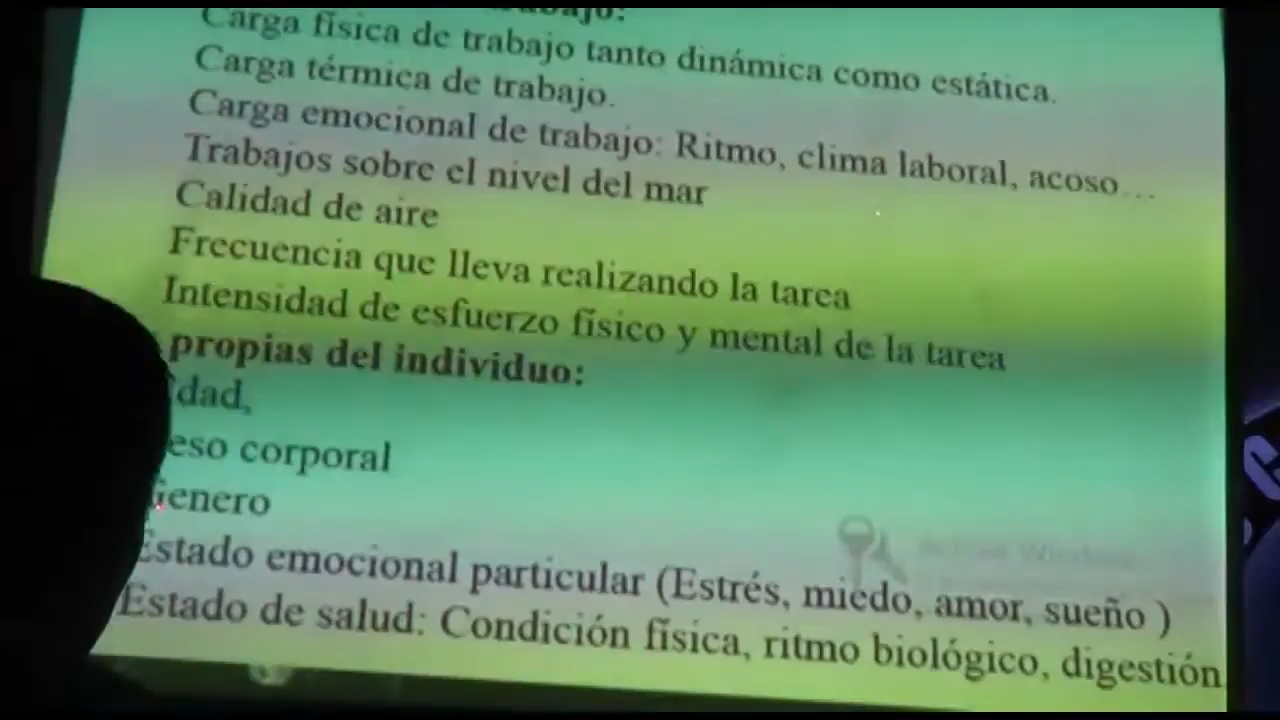 Carga física de trabajo tanto dinámica como estática.
Carga térmica de trabajo.
Carga emocional de trabajo: Ritmo, clima laboral, acoso...
Trabajos sobre el nivel del mar
Calidad de aire
Frecuencia que lleva realizando la tarea
Intensidad de esfuerzo físico y mental de la tarea
propias del individuo:
dad,
eso corporal
Genero
Estado emocional particular (Estrés, miedo, amor, sueño )
Estado de salud: Condición física, ritmo biológico, digestión